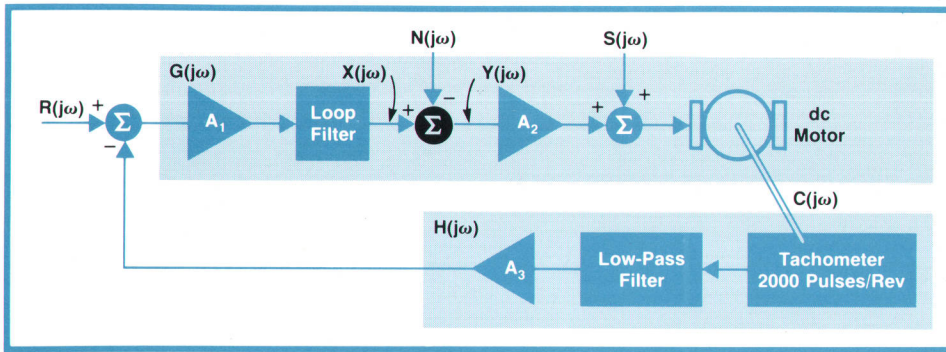 N(jω)
S(jω)
G(jω)
X(jω)
Y(jω)
R(jω)
+
Σ
−
A₁
Loop
Filter
+
−
Σ
A₂
+
+
Σ
dc
Motor
C(jω)
H(jω)
A₃
Low-Pass
Filter
Tachometer
2000 Pulses/Rev